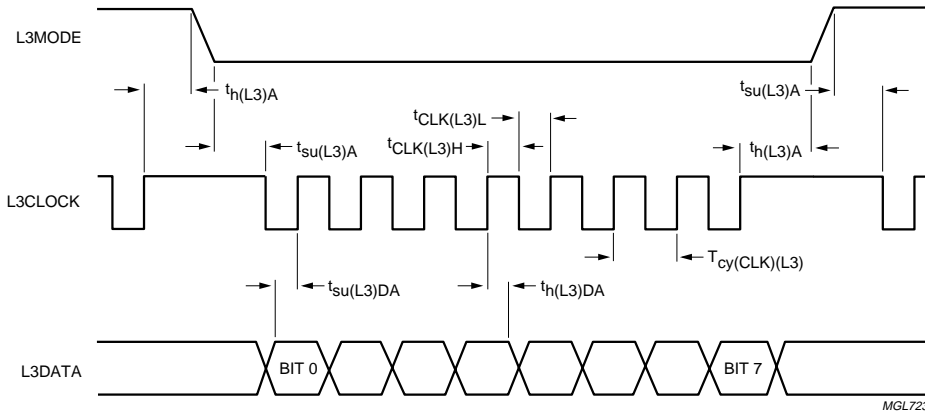 L3MODE
th(L3)A
tsu(L3)A
tCLK(L3)L
tCLK(L3)H
tsu(L3)A
th(L3)A
L3CLOCK
Tcy(CLK)(L3)
tsu(L3)DA
th(L3)DA
L3DATA
BIT 0
BIT 7
MGL723